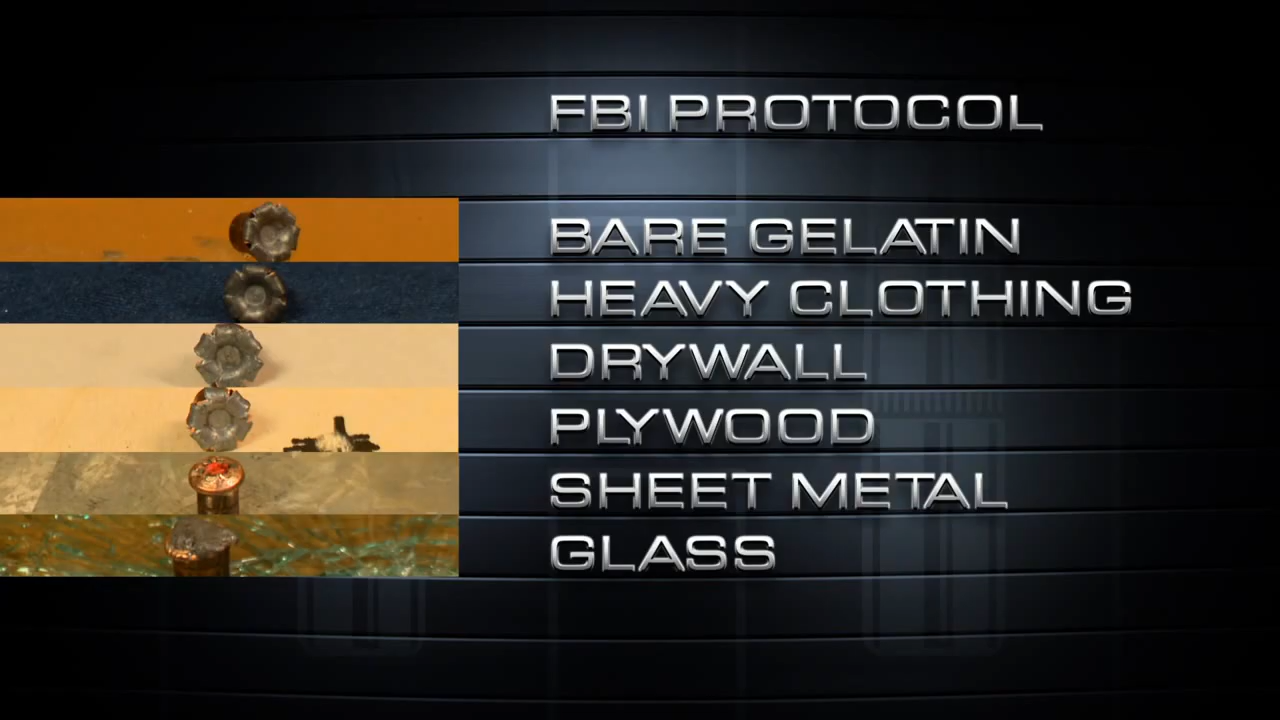 FBI PROTOCOL
BARE GELATIN
HEAVY CLOTHING
DRYWALL
PLYWOOD
SHEET METAL
GLASS